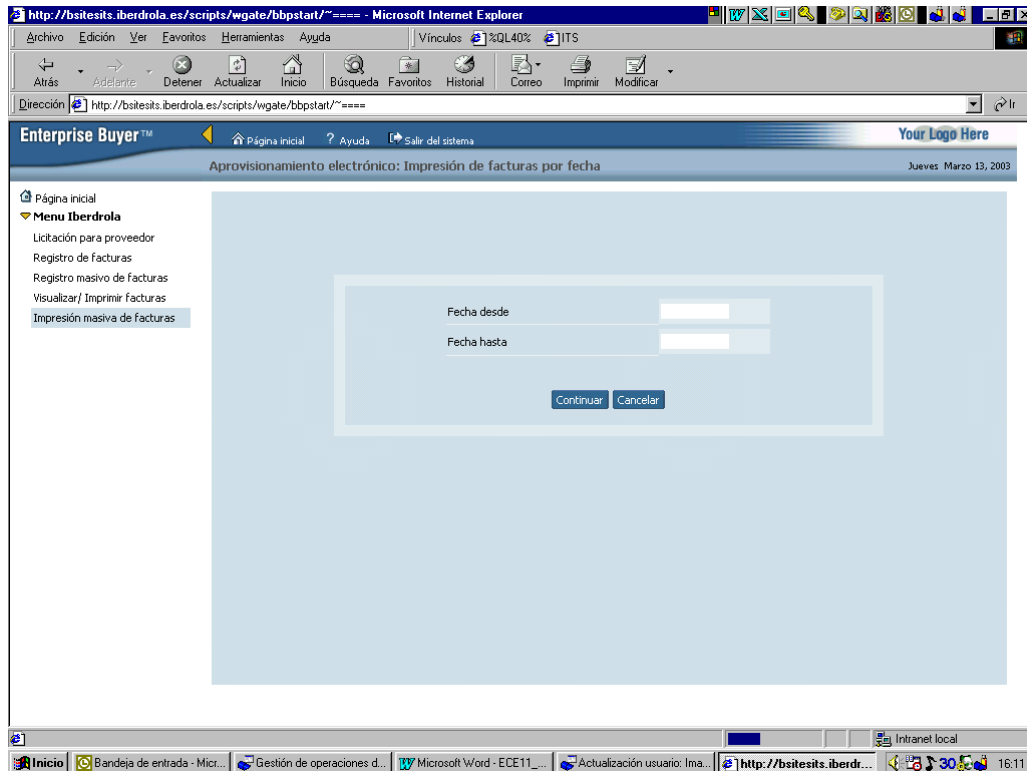 http://bsitesits.iberdrola.es/scripts/wgate/bbpstart/~==== - Microsoft Internet Explorer
Archivo Edición Ver Favoritos Herramientas Ayuda Vínculos %QL40% ITS
Atrás Adelante Detener Actualizar Inicio Búsqueda Favoritos Historial Correo Imprimir Modificar
Dirección http://bsitesits.iberdrola.es/scripts/wgate/bbpstart/~==== Ir
Enterprise Buyer™ Página inicial ? Ayuda Salir del sistema Your Logo Here
Aprovisionamiento electrónico: Impresión de facturas por fecha Jueves Marzo 13, 2003
Página inicial
Menu Iberdrola
Licitación para proveedor
Registro de facturas
Registro masivo de facturas
Visualizar/ Imprimir facturas
Impresión masiva de facturas
Fecha desde
Fecha hasta
Continuar Cancelar
Intranet local
Inicio Bandeja de entrada - Micr... Gestión de operaciones d... Microsoft Word - ECE11_... Actualización usuario: Ima... http://bsitesits.iberdr... 30 16:11